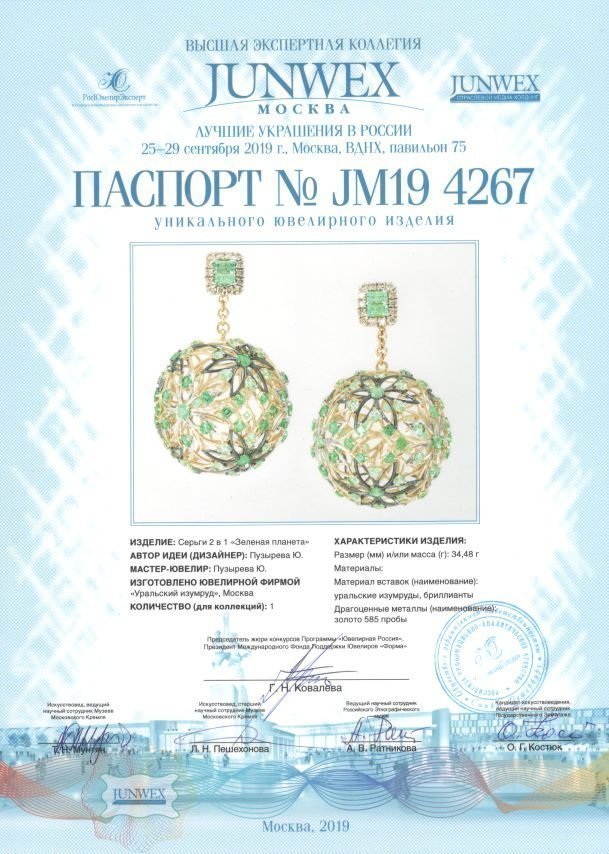 ВЫСШАЯ ЭКСПЕРТНАЯ КОЛЛЕГИЯ
РосЮвелирЭксперт
JUNWEX
МОСКВА
JUNWEX
ОТРАСЛЕВОЙ МЕДИА ХОЛДИНГ
ЛУЧШИЕ УКРАШЕНИЯ В РОССИИ
25–29 сентября 2019 г., Москва, ВДНХ, павильон 75
ПАСПОРТ № JM19 4267
уникального ювелирного изделия
ИЗДЕЛИЕ: Серьги 2 в 1 «Зеленая планета»
АВТОР ИДЕИ (ДИЗАЙНЕР): Пузырева Ю.
МАСТЕР-ЮВЕЛИР: Пузырева Ю.
ИЗГОТОВЛЕНО ЮВЕЛИРНОЙ ФИРМОЙ
«Уральский изумруд», Москва
КОЛИЧЕСТВО (для коллекций): 1
ХАРАКТЕРИСТИКИ ИЗДЕЛИЯ:
Размер (мм) и/или масса (г): 34,48 г
Материалы:
Материал вставок (наименование):
уральские изумруды, бриллианты
Драгоценные металлы (наименование):
золото 585 пробы
Председатель жюри конкурсов Программы «Ювелирная Россия»,
Президент Международного Фонда Поддержки Ювелиров «Форма»
Г. Н. Ковалева
Искусствовед, ведущий
научный сотрудник Музеев
Московского Кремля
Т.Н. Мунтян
Искусствовед, старший
научный сотрудник Музеев
Московского Кремля
Л. Н. Пешехонова
Ведущий научный сотрудник
Российского Этнографического
музея
А. В. Ратникова
Кандидат искусствоведения,
ведущий научный сотрудник
Государственного Эрмитажа
О. Г. Костюк
JUNWEX
Москва, 2019